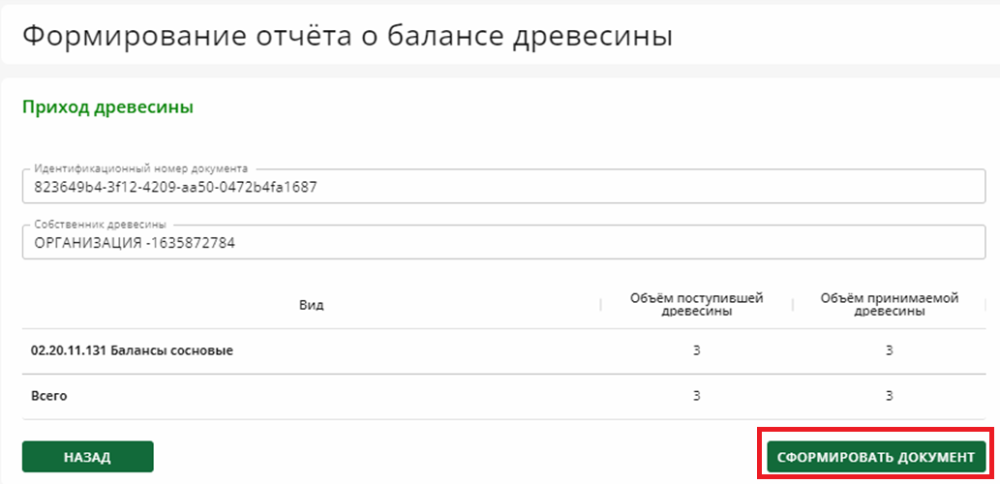 Формирование отчёта о балансе древесины
Приход древесины
Идентификационный номер документа
823649b4-3f12-4209-aa50-0472b4fa1687
Собственник древесины
ОРГАНИЗАЦИЯ -1635872784
Вид
Объём поступившей
древесины
Объём принимаемой
древесины
02.20.11.131 Балансы сосновые 3 3
Всего 3 3
НАЗАД СФОРМИРОВАТЬ ДОКУМЕНТ